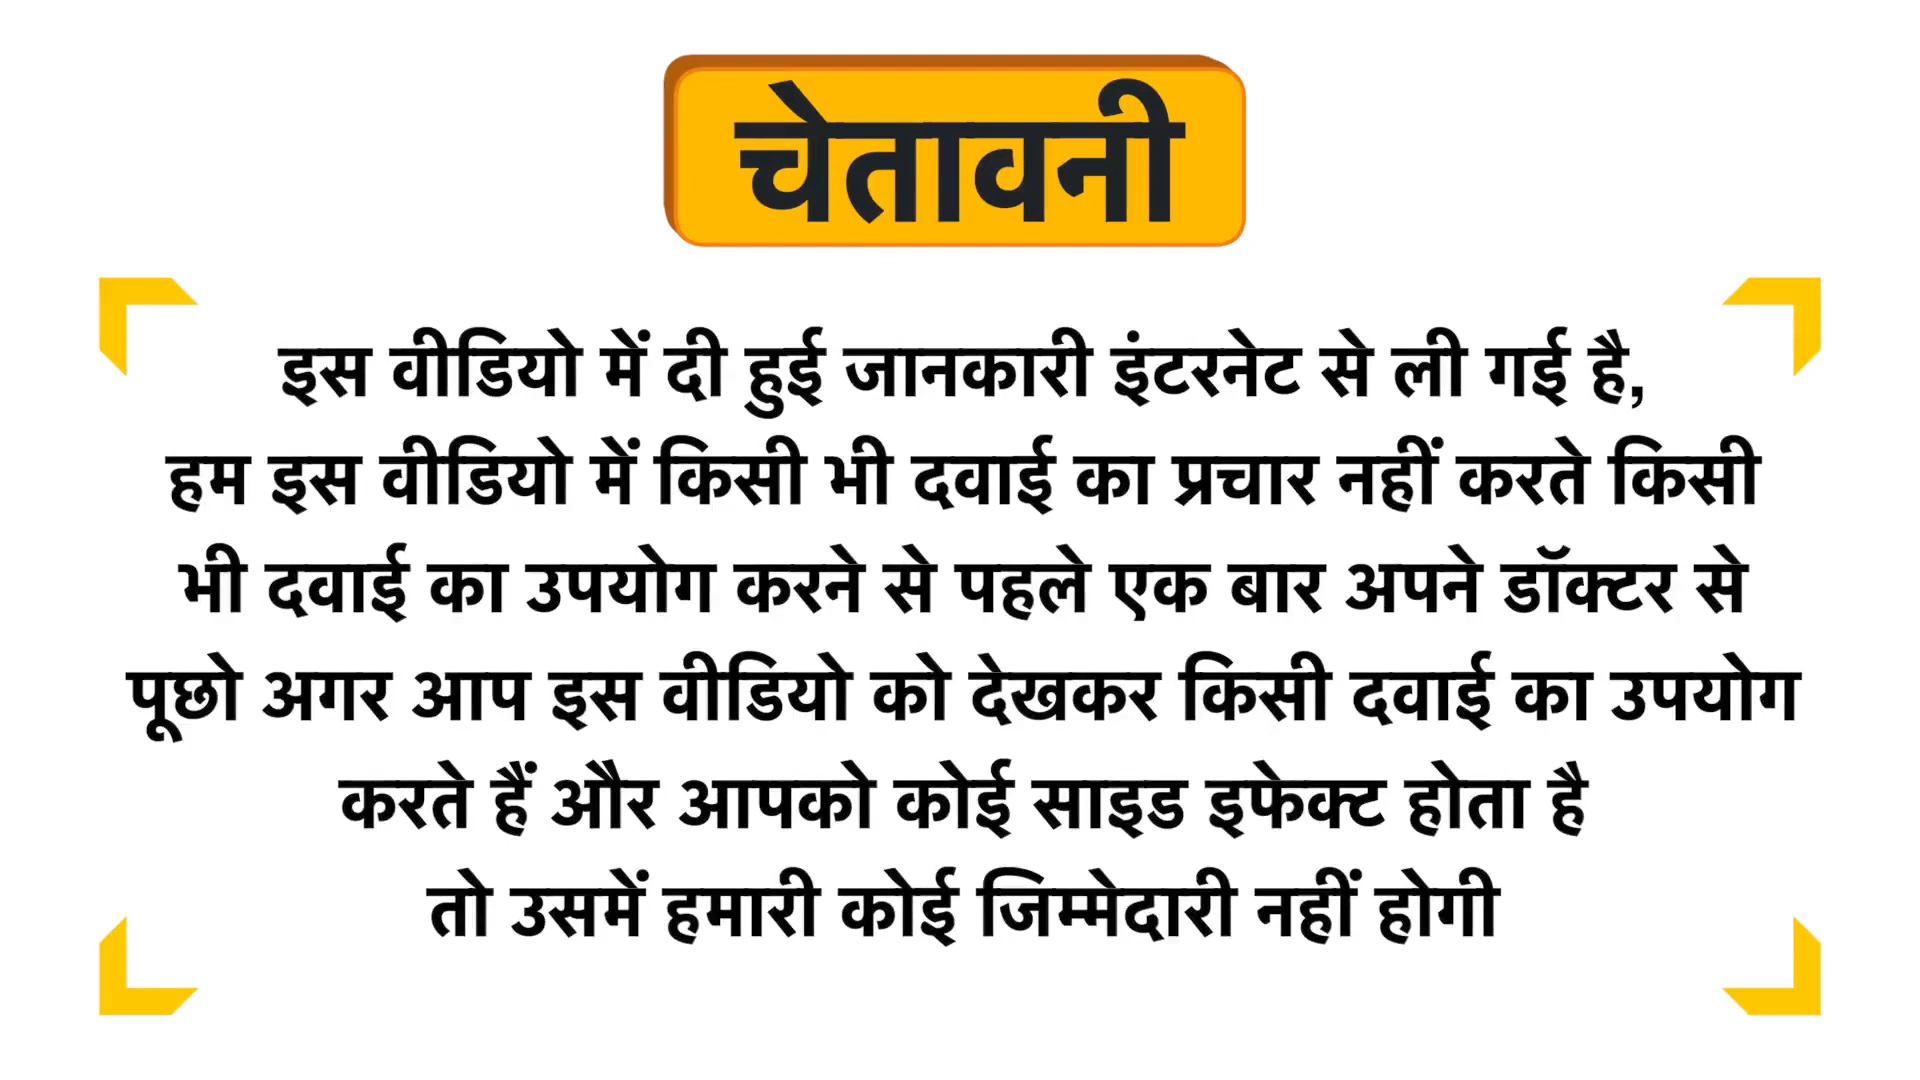 चेतावनी
इस वीडियो में दी हुई जानकारी इंटरनेट से ली गई है,
हम इस वीडियो में किसी भी दवाई का प्रचार नहीं करते किसी
भी दवाई का उपयोग करने से पहले एक बार अपने डॉक्टर से
पूछो अगर आप इस वीडियो को देखकर किसी दवाई का उपयोग
करते हैं और आपको कोई साइड इफेक्ट होता है
तो उसमें हमारी कोई जिम्मेदारी नहीं होगी